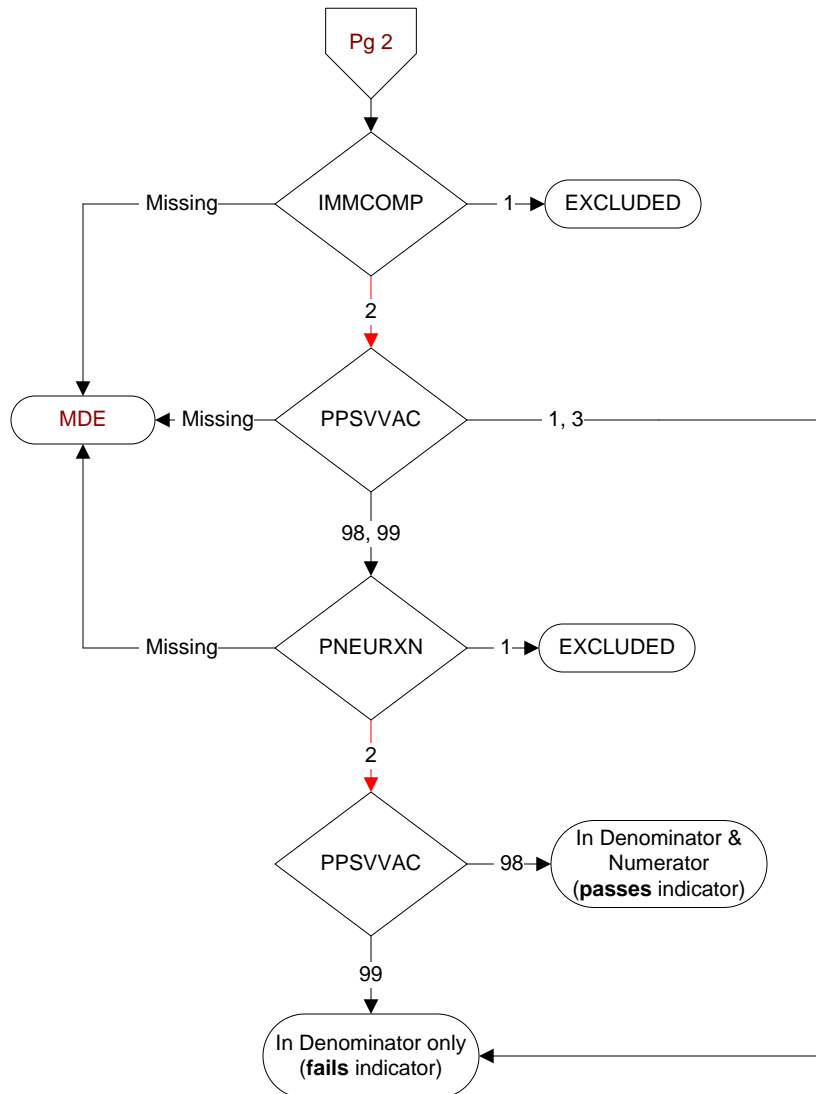 Pg 2
IMMCOMP
Missing
1
EXCLUDED
2
PPSVVAC
Missing
MDE
1, 3
98, 99
PNEURXN
Missing
1
EXCLUDED
2
PPSVVAC
98
In Denominator &
Numerator
(passes indicator)
99
In Denominator only
(fails indicator)